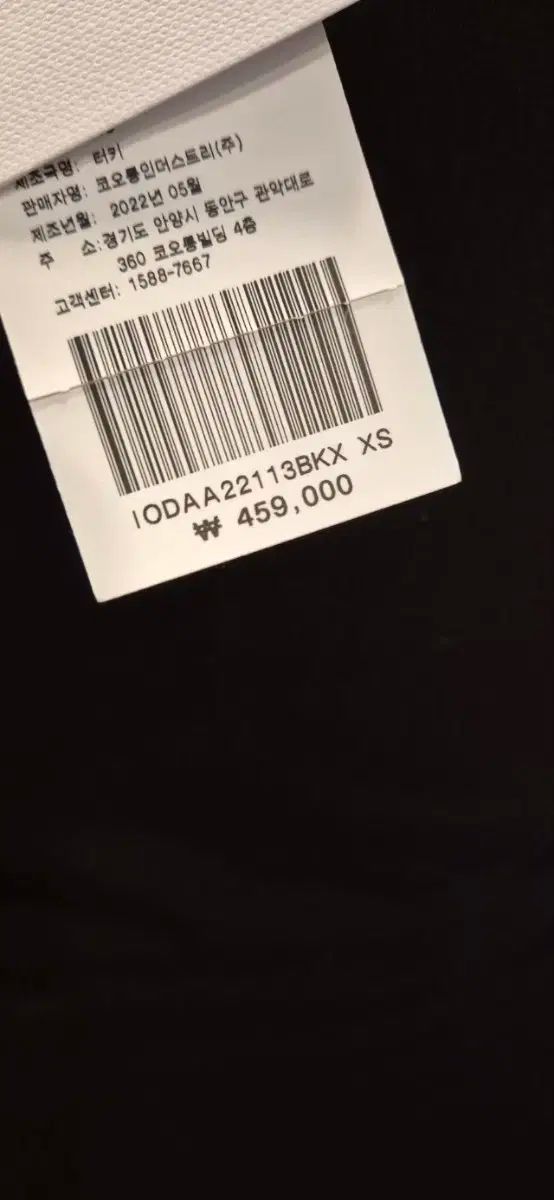 제조국명: 터키
판매자명: 코오롱인더스트리(주)
제조년월: 2022년 05월
주 소:경기도 안양시 동안구 관악대로
360 코오롱빌딩 4층
고객센터: 1588-7667
IODAA22113BKX XS
₩ 459,000